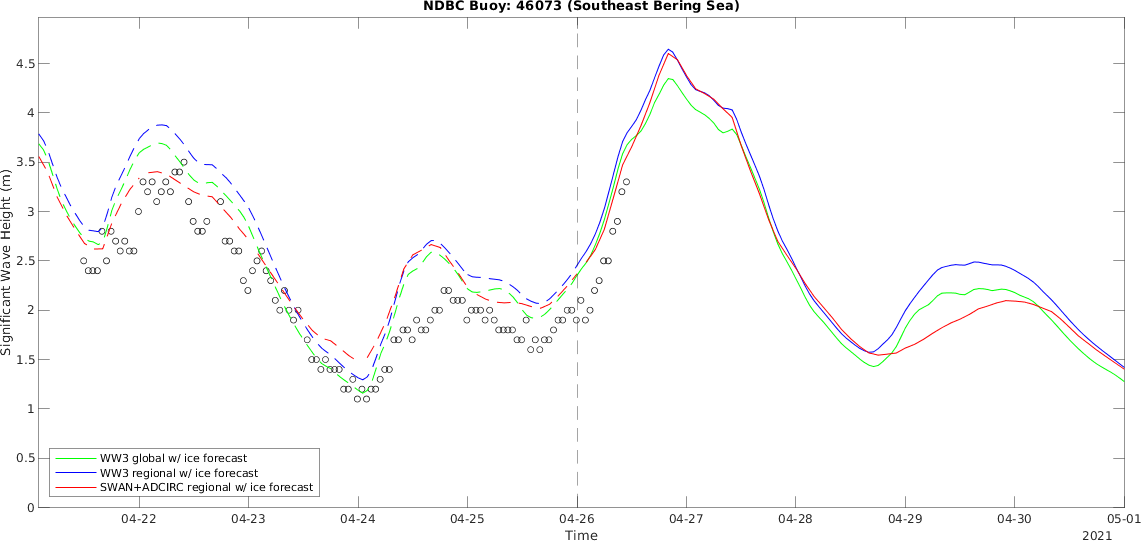 NDBC Buoy: 46073 (Southeast Bering Sea)
Significant Wave Height (m)
4.5
4
3.5
3
2.5
2
1.5
1
0.5
0
WW3 global w/ ice forecast
WW3 regional w/ ice forecast
SWAN+ADCIRC regional w/ ice forecast
04-22 04-23 04-24 04-25 04-26 04-27 04-28 04-29 04-30 05-01
Time
2021